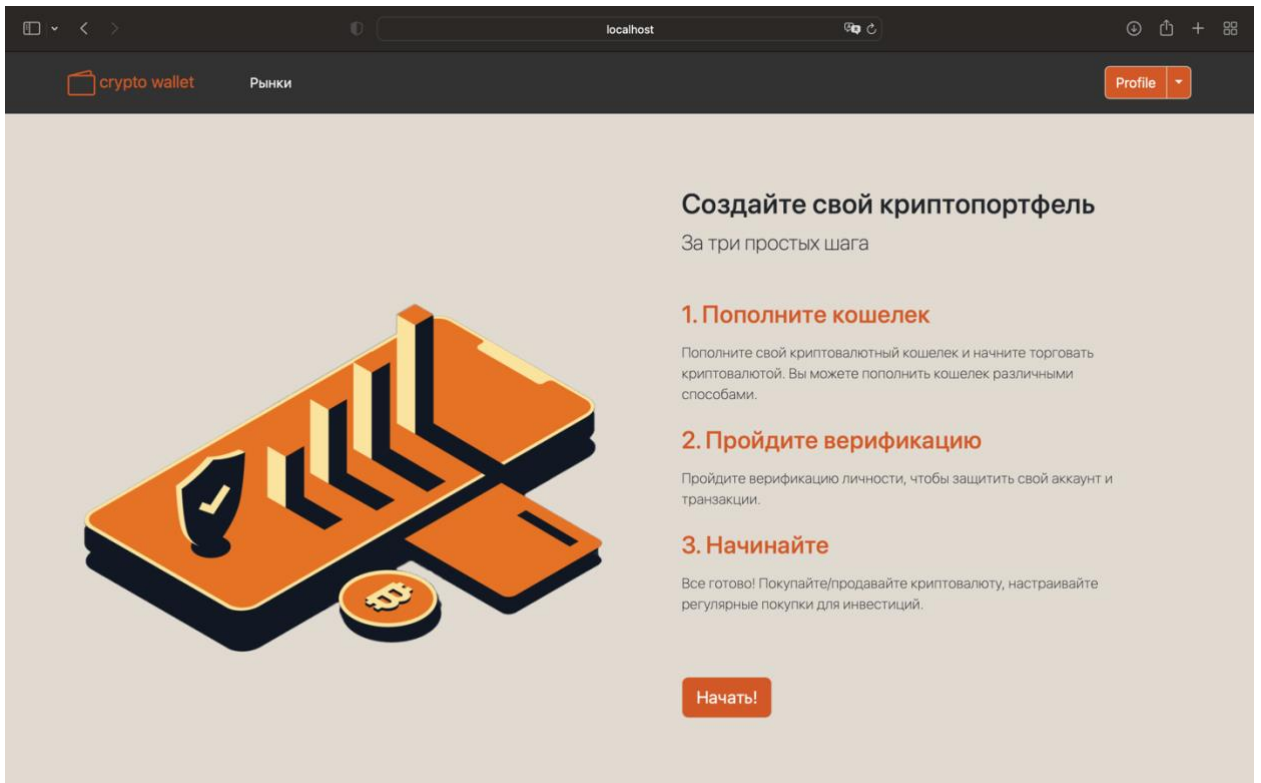 localhost
crypto wallet
Рынки
Profile
Создайте свой криптопортфель
За три простых шага
1. Пополните кошелек
Пополните свой криптовалютный кошелек и начните торговать
криптовалютой. Вы можете пополнить кошелек различными
способами.
2. Пройдите верификацию
Пройдите верификацию личности, чтобы защитить свой аккаунт и
транзакции.
3. Начинайте
Все готово! Покупайте/продавайте криптовалюту, настраивайте
регулярные покупки для инвестиций.
Начать!